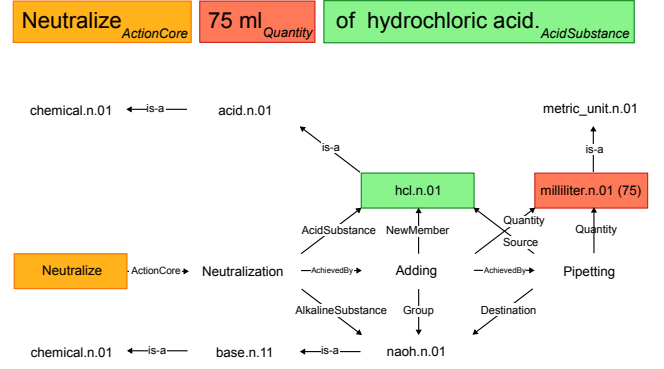 Neutralize ActionCore 75 ml Quantity of hydrochloric acid. AcidSubstance
chemical.n.01 is-a acid.n.01 metric_unit.n.01
is-a is-a
hcl.n.01 milliliter.n.01 (75)
AcidSubstance NewMember Quantity Quantity
Source
Neutralize ActionCore Neutralization AchievedBy Adding AchievedBy Pipetting
AlkalineSubstance Group Destination
chemical.n.01 is-a base.n.11 is-a naoh.n.01